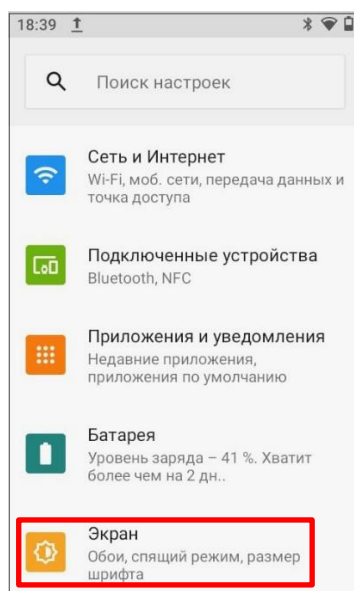 18:39
Поиск настроек
Сеть и Интернет
Wi-Fi, моб. сети, передача данных и
точка доступа
Подключенные устройства
Bluetooth, NFC
Приложения и уведомления
Недавние приложения,
приложения по умолчанию
Батарея
Уровень заряда – 41 %. Хватит
более чем на 2 дн..
Экран
Обои, спящий режим, размер
шрифта